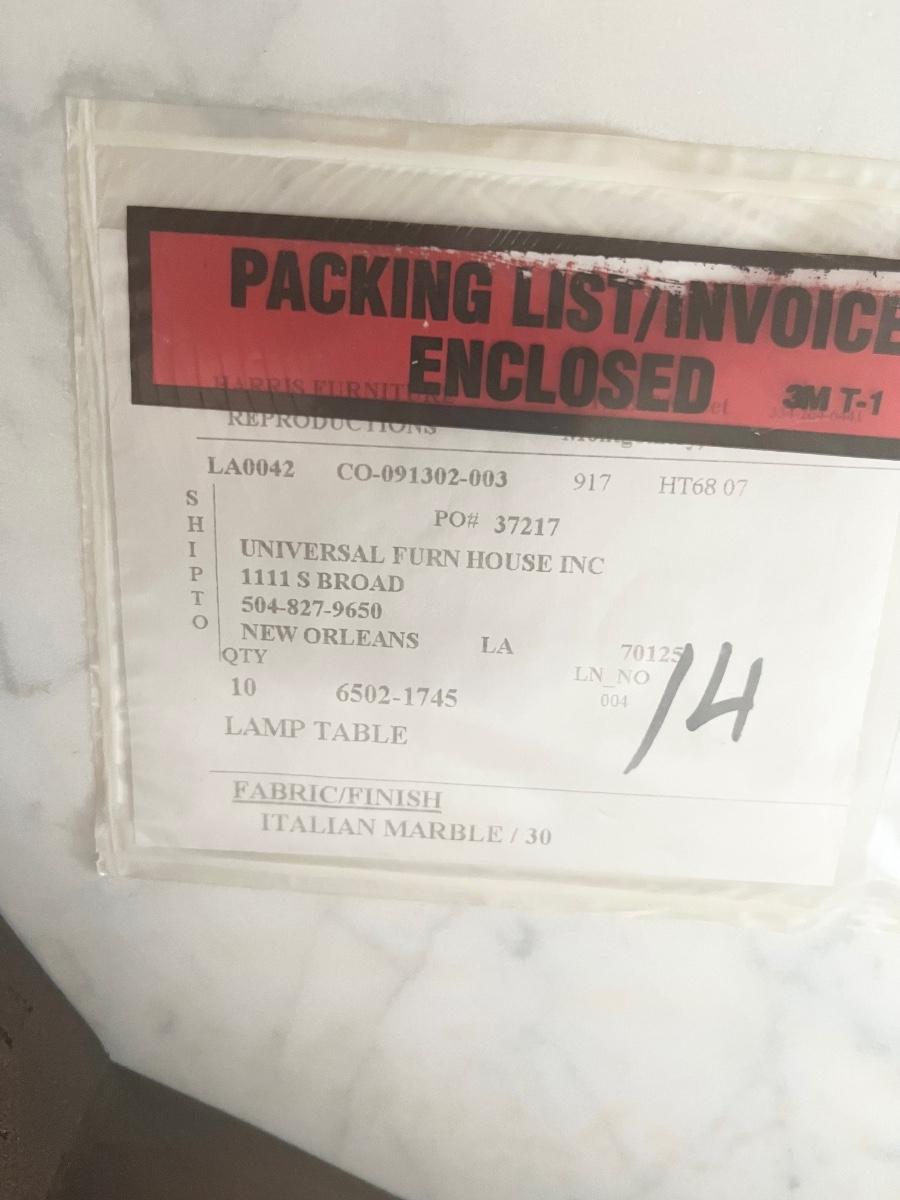 PACKING LIST/INVOICE
ENCLOSED
3M T-1
HARRIS FURNITURE
REPRODUCTIONS
LA0042 CO-091302-003 917 HT68 07
PO# 37217
SHIP TO
UNIVERSAL FURN HOUSE INC
1111 S BROAD
504-827-9650
NEW ORLEANS LA 70125
QTY LN_NO
10 6502-1745 004
14
LAMP TABLE
FABRIC/FINISH
ITALIAN MARBLE / 30